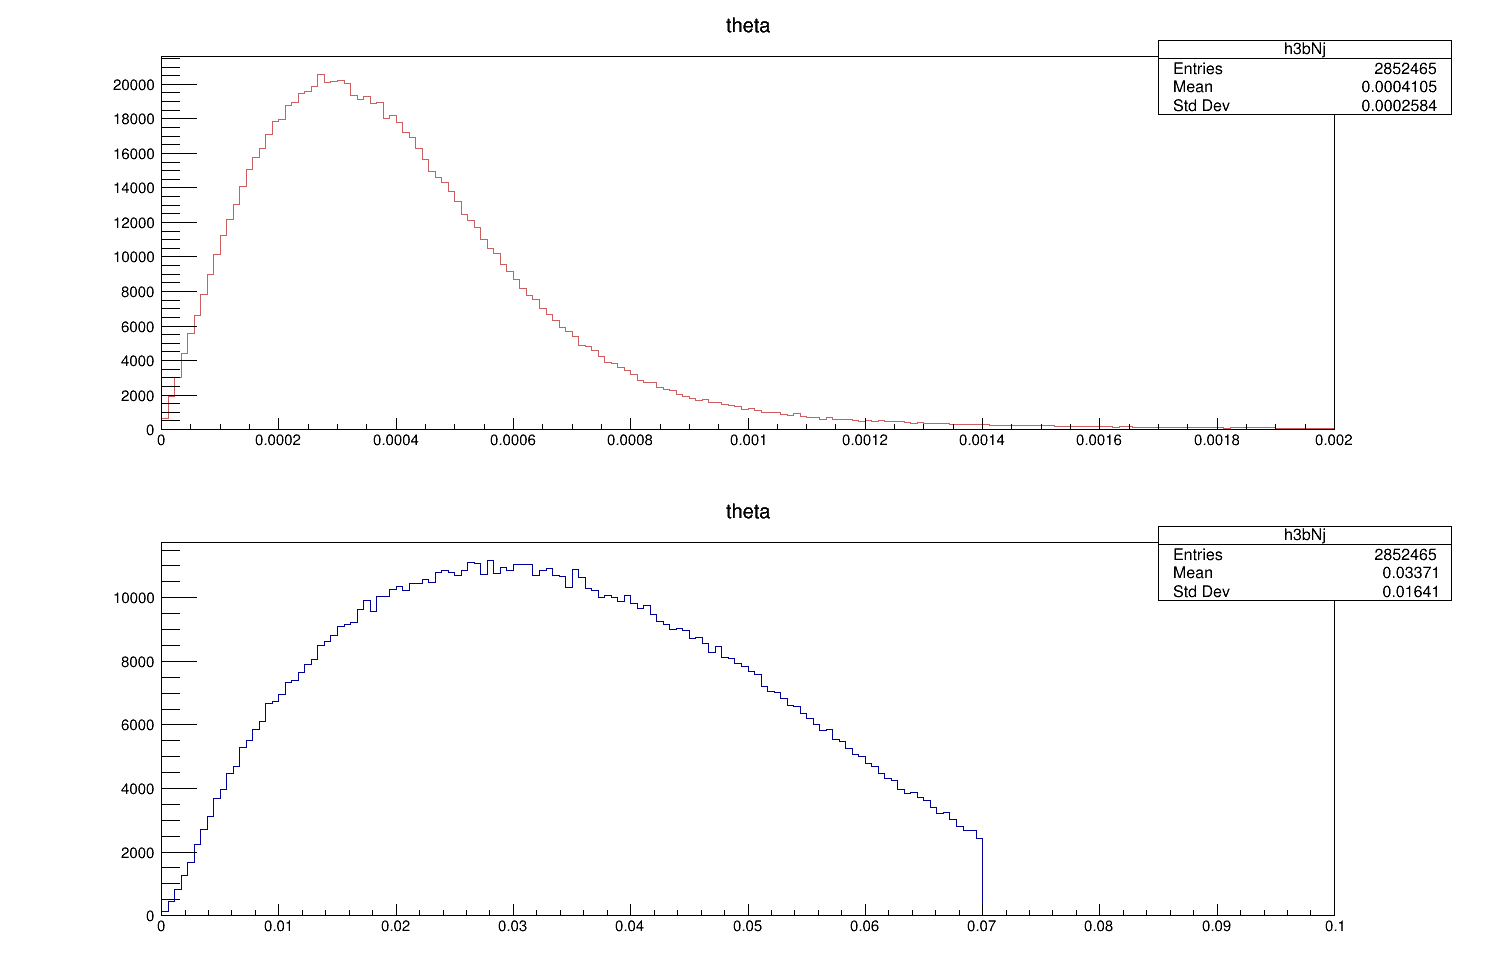 theta
h3bNj
Entries 2852465
Mean 0.0004105
Std Dev 0.0002584
20000
18000
16000
14000
12000
10000
8000
6000
4000
2000
0
0 0.0002 0.0004 0.0006 0.0008 0.001 0.0012 0.0014 0.0016 0.0018 0.002
theta
h3bNj
Entries 2852465
Mean 0.03371
Std Dev 0.01641
10000
8000
6000
4000
2000
0
0 0.01 0.02 0.03 0.04 0.05 0.06 0.07 0.08 0.09 0.1